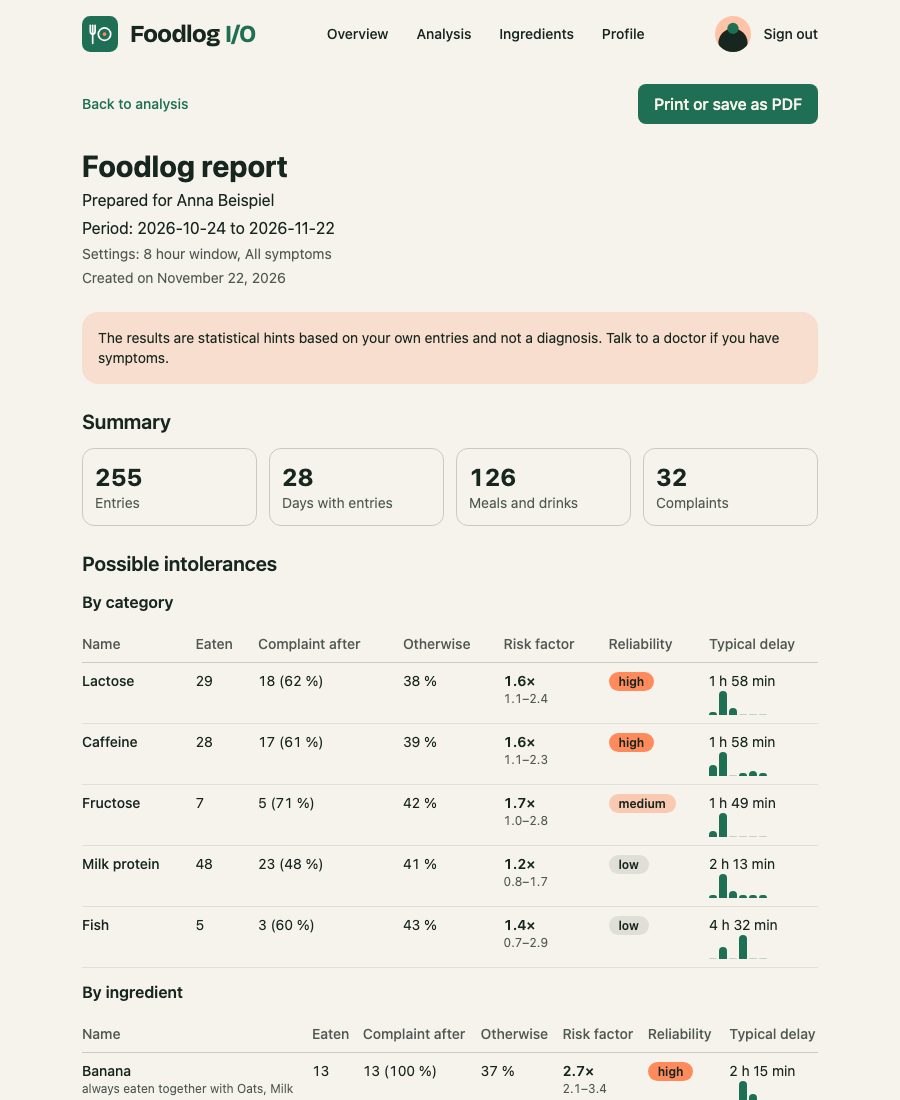 Foodlog I/O
Overview Analysis Ingredients Profile Sign out
Back to analysis
Print or save as PDF
Foodlog report
Prepared for Anna Beispiel
Period: 2026-10-24 to 2026-11-22
Settings: 8 hour window, All symptoms
Created on November 22, 2026
The results are statistical hints based on your own entries and not a diagnosis. Talk to a doctor if you have
symptoms.
Summary
255 28 126 32
Entries Days with entries Meals and drinks Complaints
Possible intolerances
By category
Name Eaten Complaint after Otherwise Risk factor Reliability Typical delay
Lactose 29 18 (62 %) 38 % 1.6× high 1 h 58 min
1.1–2.4
Caffeine 28 17 (61 %) 39 % 1.6× high 1 h 58 min
1.1–2.3
Fructose 7 5 (71 %) 42 % 1.7× medium 1 h 49 min
1.0–2.8
Milk protein 48 23 (48 %) 41 % 1.2× low 2 h 13 min
0.8–1.7
Fish 5 3 (60 %) 43 % 1.4× low 4 h 32 min
0.7–2.9
By ingredient
Name Eaten Complaint after Otherwise Risk factor Reliability Typical delay
Banana 13 13 (100 %) 37 % 2.7× high 2 h 15 min
always eaten together with Oats, Milk 2.1–3.4